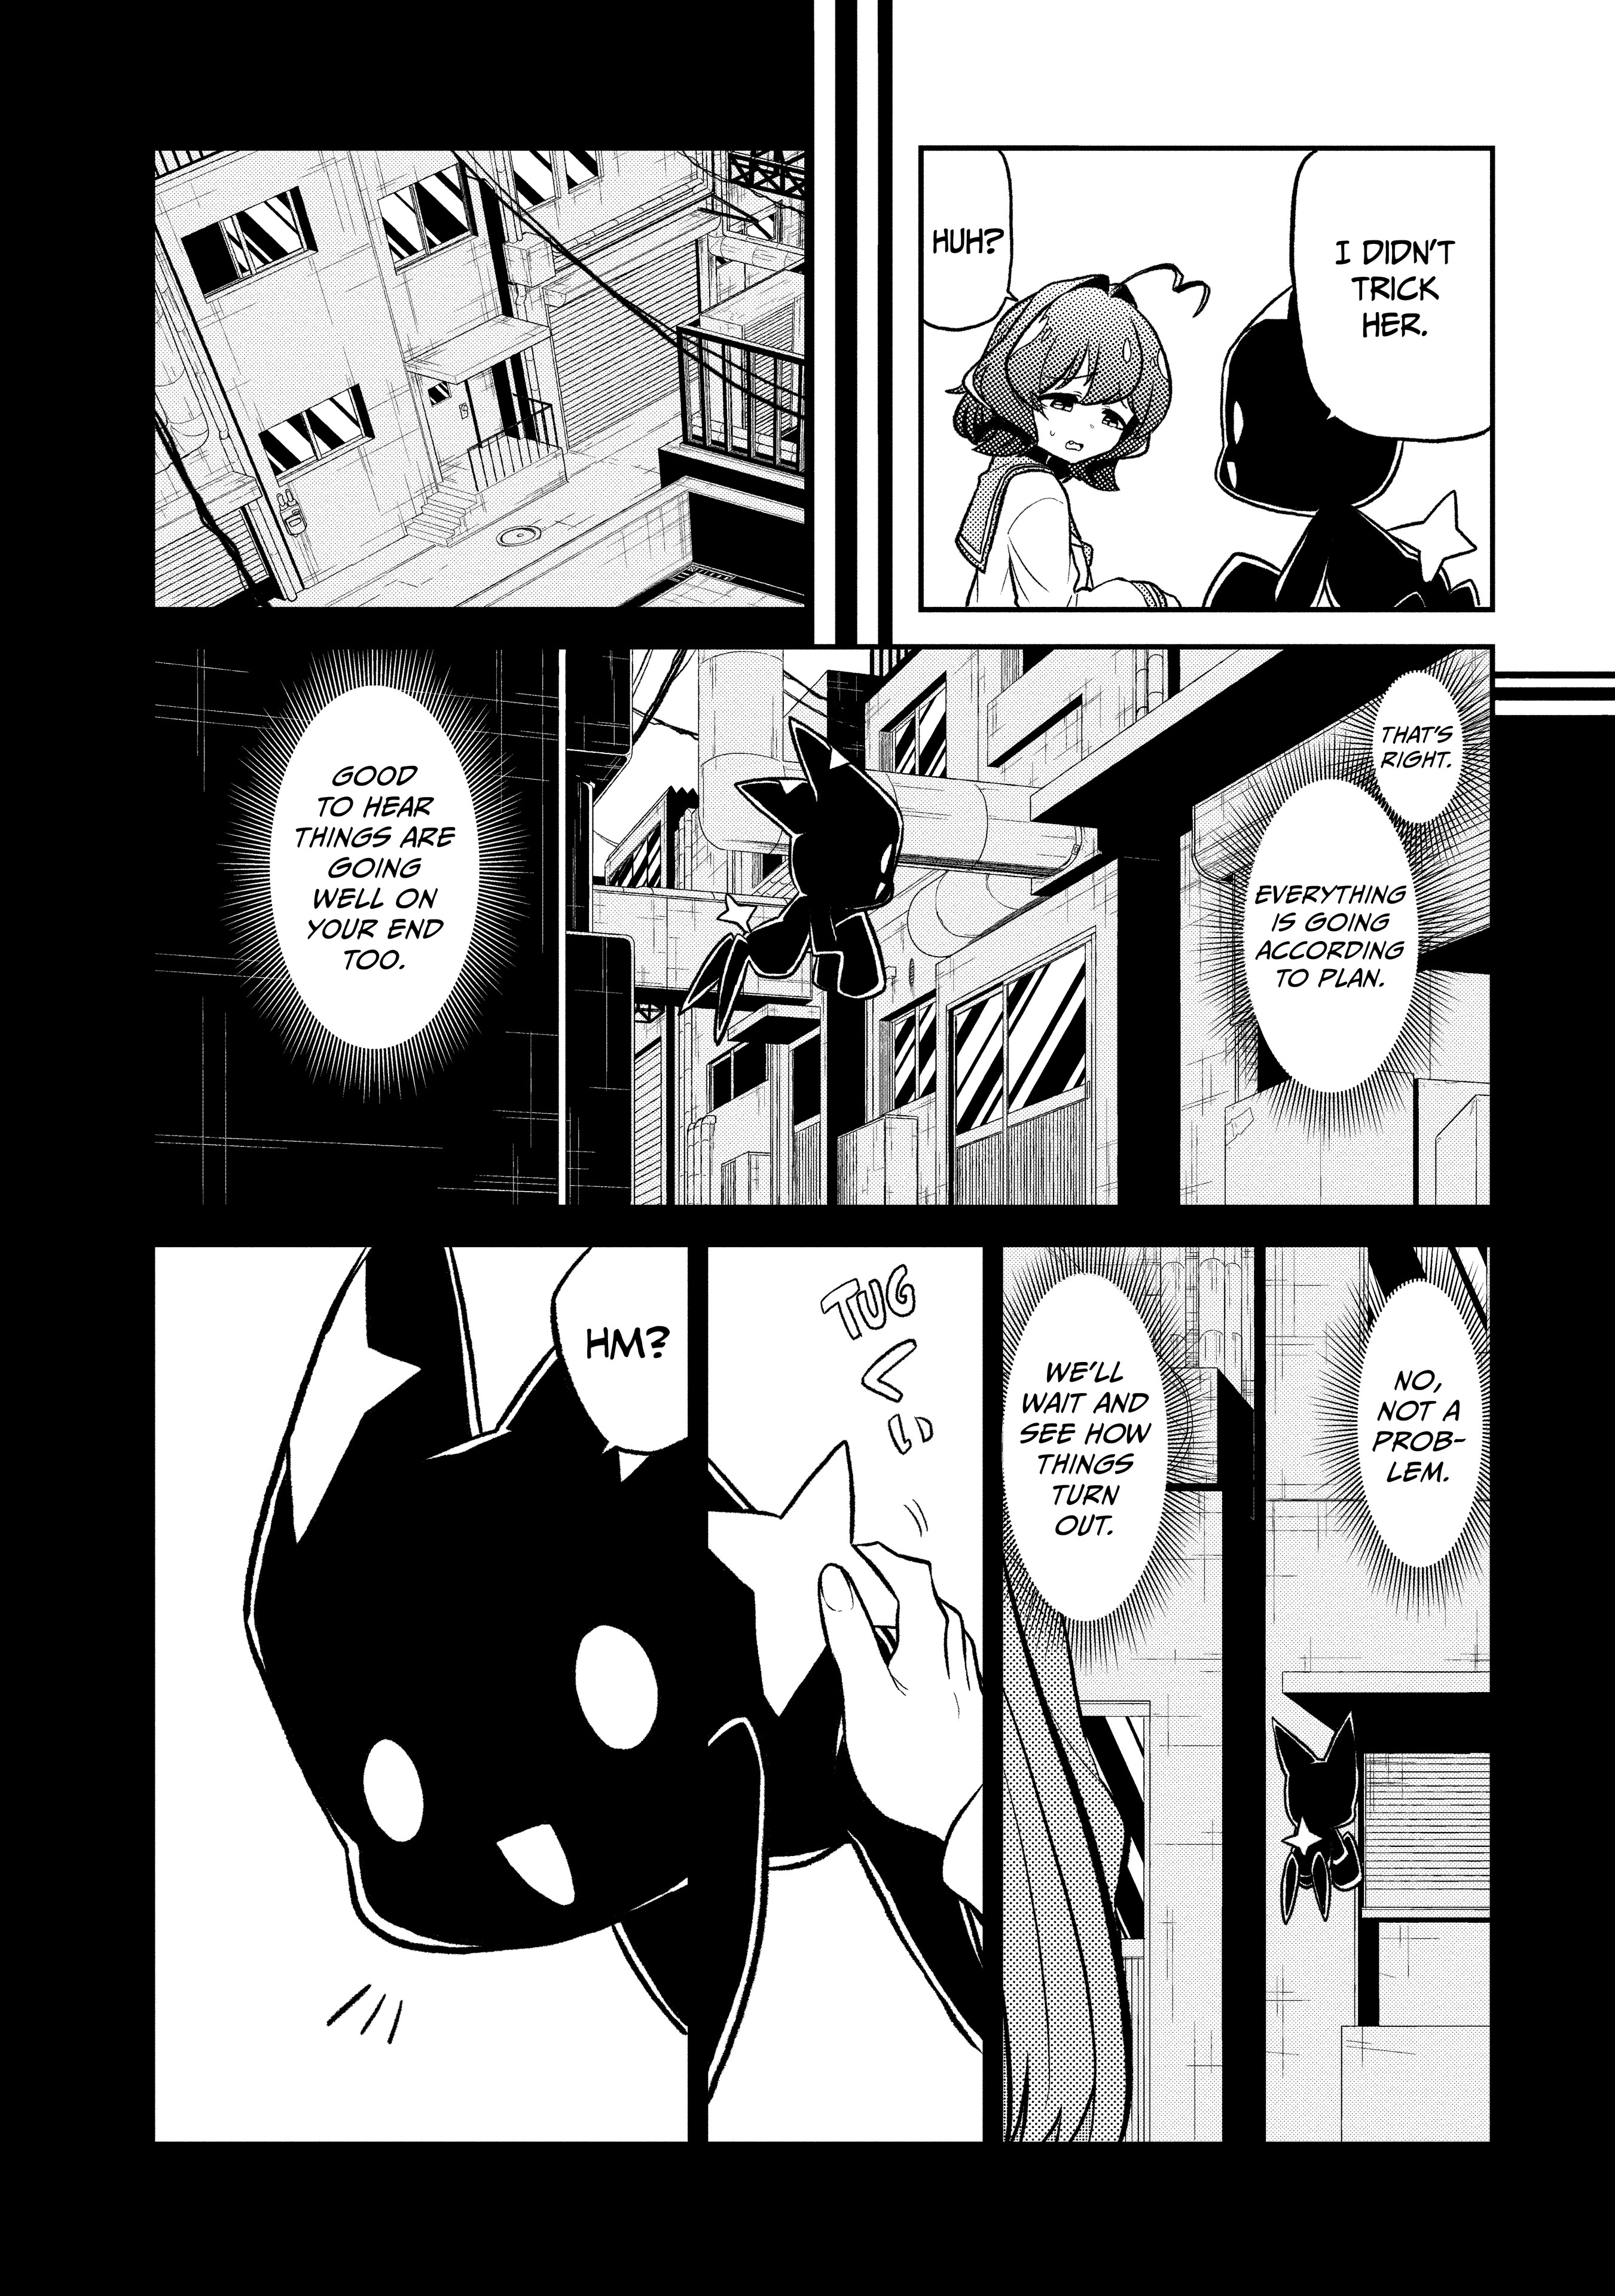 I DIDN'T
TRICK
HER.
HUH?
THAT'S
RIGHT.
EVERYTHING
IS GOING
ACCORDING
TO PLAN.
GOOD
TO HEAR
THINGS ARE
GOING
WELL ON
YOUR END
TOO.
NO,
NOT A
PROB-
LEM.
WE'LL
WAIT AND
SEE HOW
THINGS
TURN
OUT.
TUG
くい
HM?